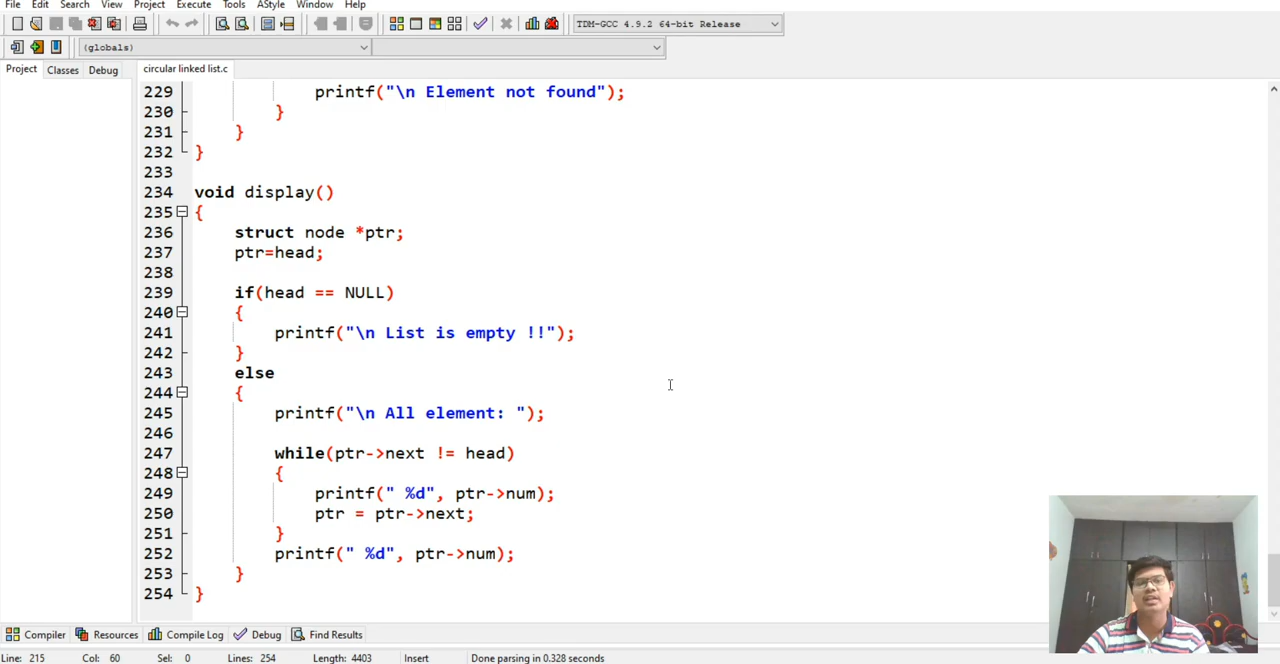 File Edit Search View Project Execute Tools AStyle Window Help
TDM-GCC 4.9.2 64-bit Release
(globals)
Project Classes Debug
circular linked list.c
229 printf("\n Element not found");
230 }
231 }
232 }
233
234 void display()
235 {
236 struct node *ptr;
237 ptr=head;
238
239 if(head == NULL)
240 {
241 printf("\n List is empty !!");
242 }
243 else
244 {
245 printf("\n All element: ");
246
247 while(ptr->next != head)
248 {
249 printf(" %d", ptr->num);
250 ptr = ptr->next;
251 }
252 printf(" %d", ptr->num);
253 }
254 }
Compiler Resources Compile Log Debug Find Results
Line: 215 Col: 60 Sel: 0 Lines: 254 Length: 4403 Insert Done parsing in 0.328 seconds